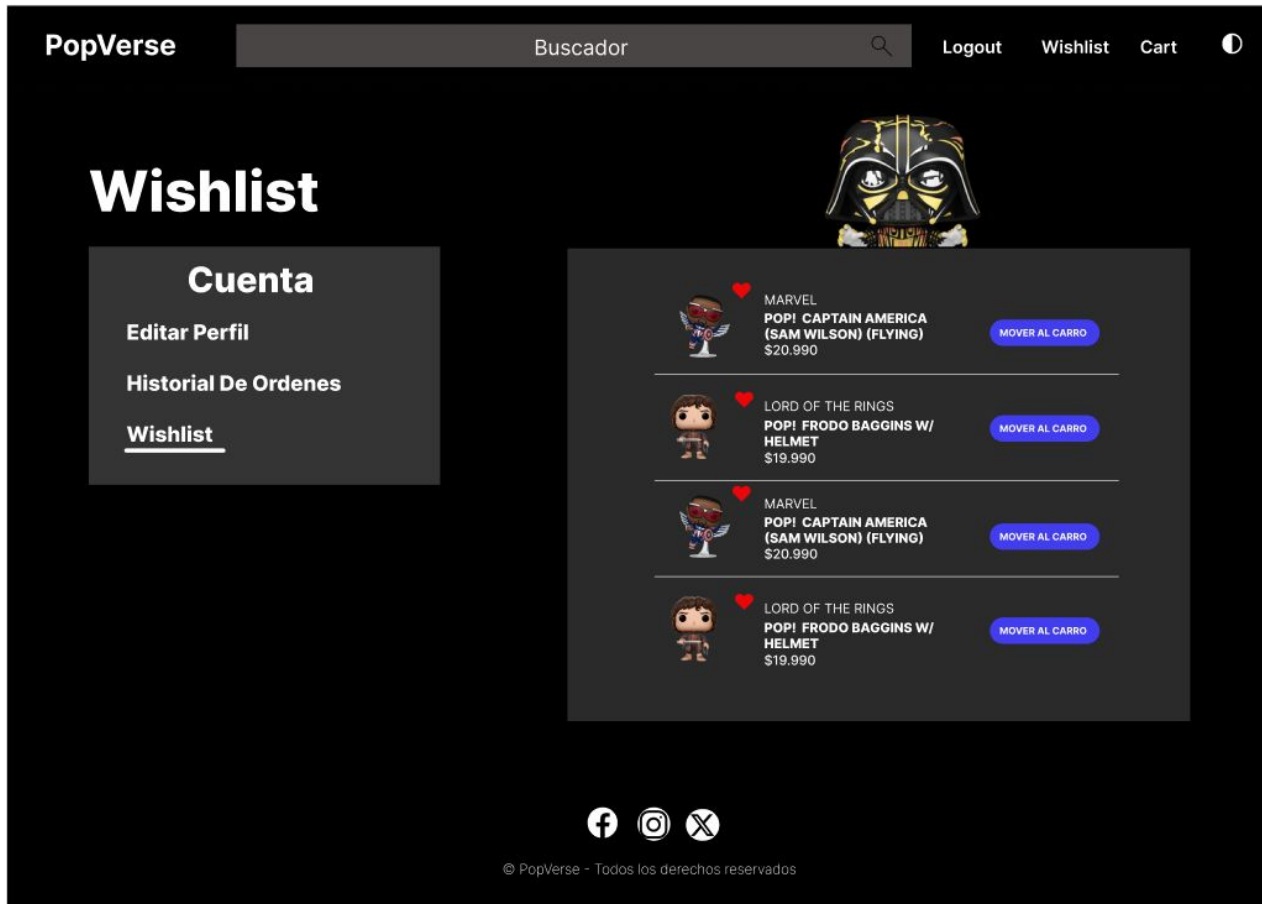 PopVerse
Buscador
Logout
Wishlist
Cart
Wishlist
Cuenta
Editar Perfil
Historial De Ordenes
Wishlist
MARVEL
POP! CAPTAIN AMERICA
(SAM WILSON) (FLYING)
$20.990
MOVER AL CARRO
LORD OF THE RINGS
POP! FRODO BAGGINS W/
HELMET
$19.990
MOVER AL CARRO
MARVEL
POP! CAPTAIN AMERICA
(SAM WILSON) (FLYING)
$20.990
MOVER AL CARRO
LORD OF THE RINGS
POP! FRODO BAGGINS W/
HELMET
$19.990
MOVER AL CARRO
© PopVerse - Todos los derechos reservados